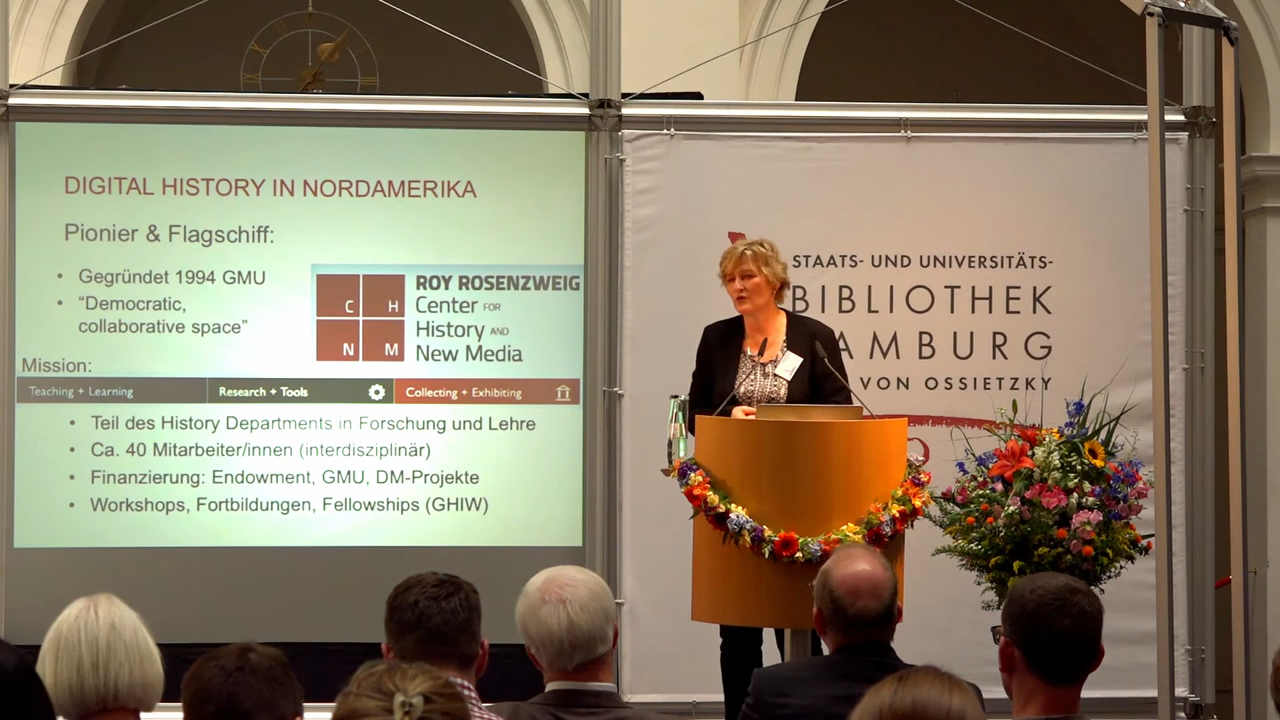 DIGITAL HISTORY IN NORDAMERIKA
Pionier & Flagschiff:
• Gegründet 1994 GMU
• “Democratic,
collaborative space”
C H
N M
ROY ROSENZWEIG
Center FOR
History AND
New Media
Mission:
Teaching + Learning
Research + Tools
Collecting + Exhibiting
• Teil des History Departments in Forschung und Lehre
• Ca. 40 Mitarbeiter/innen (interdisziplinär)
• Finanzierung: Endowment, GMU, DM-Projekte
• Workshops, Fortbildungen, Fellowships (GHIW)
STAATS- UND UNIVERSITÄTS-
BIBLIOTHEK
AMBURG
VON OSSIETZKY